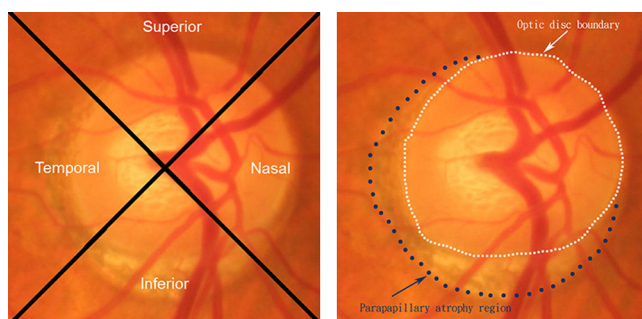 Superior
Temporal
Nasal
Inferior
Optic disc boundary
Parapapillary atrophy region